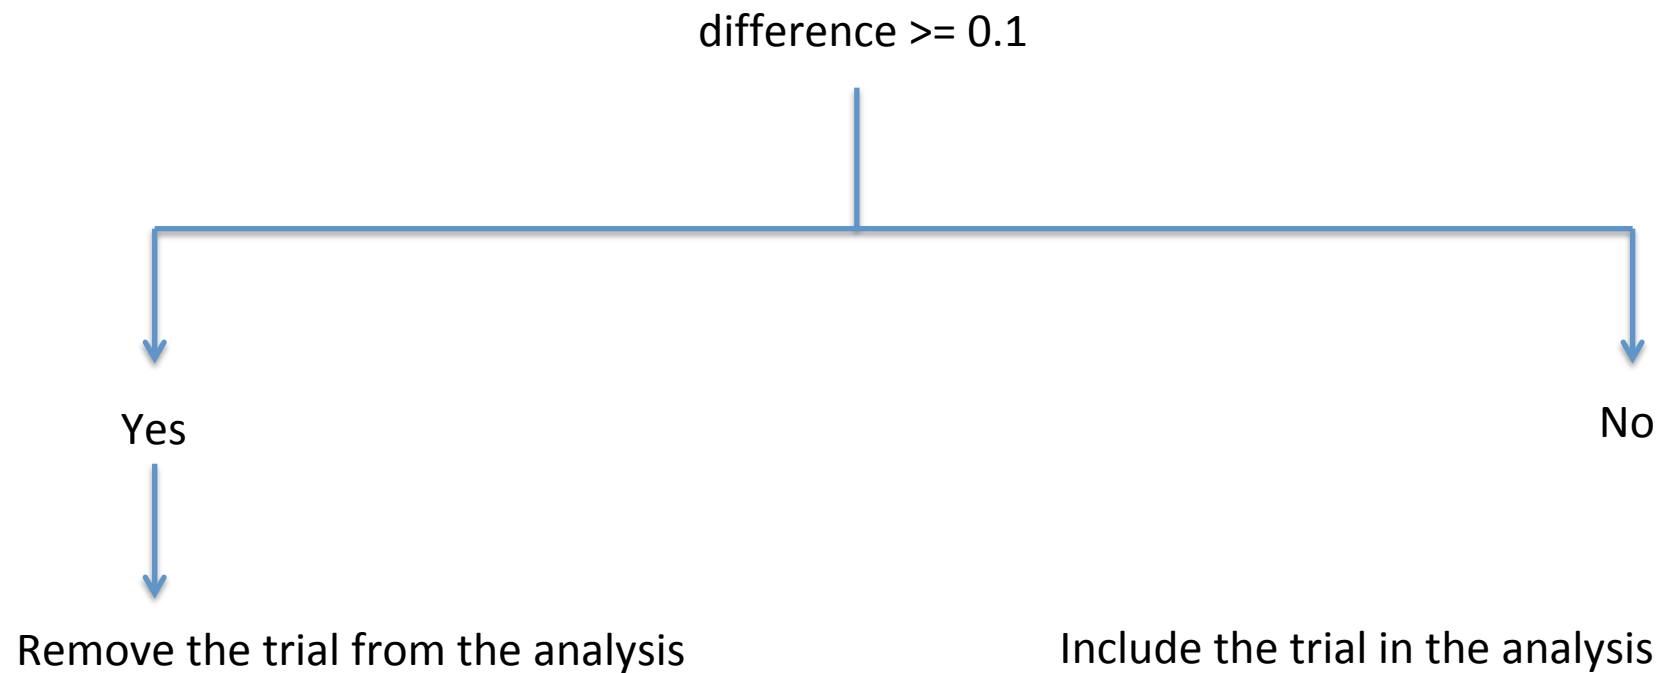 difference >= 0.1
Yes
No
Remove the trial from the analysis
Include the trial in the analysis